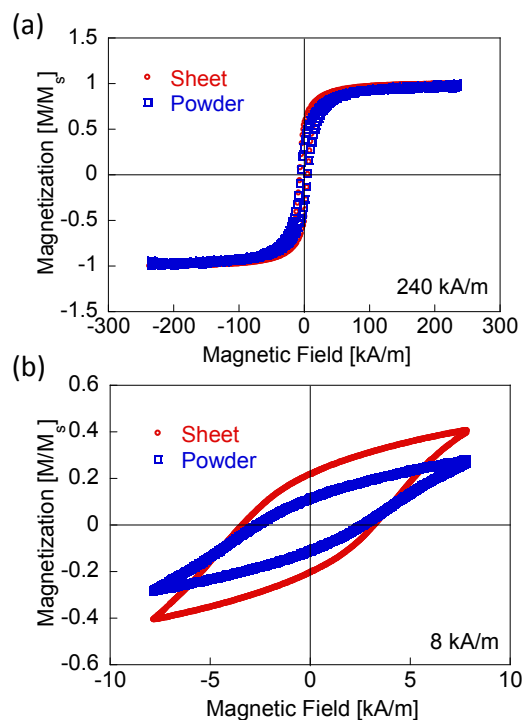 (a)
1.5
1
0.5
0
-0.5
-1
-1.5
Magnetization [M/M_s]
Sheet
Powder
240 kA/m
-300 -200 -100 0 100 200 300
Magnetic Field [kA/m]
(b)
0.6
0.4
0.2
0
-0.2
-0.4
-0.6
Magnetization [M/M_s]
Sheet
Powder
8 kA/m
-10 -5 0 5 10
Magnetic Field [kA/m]